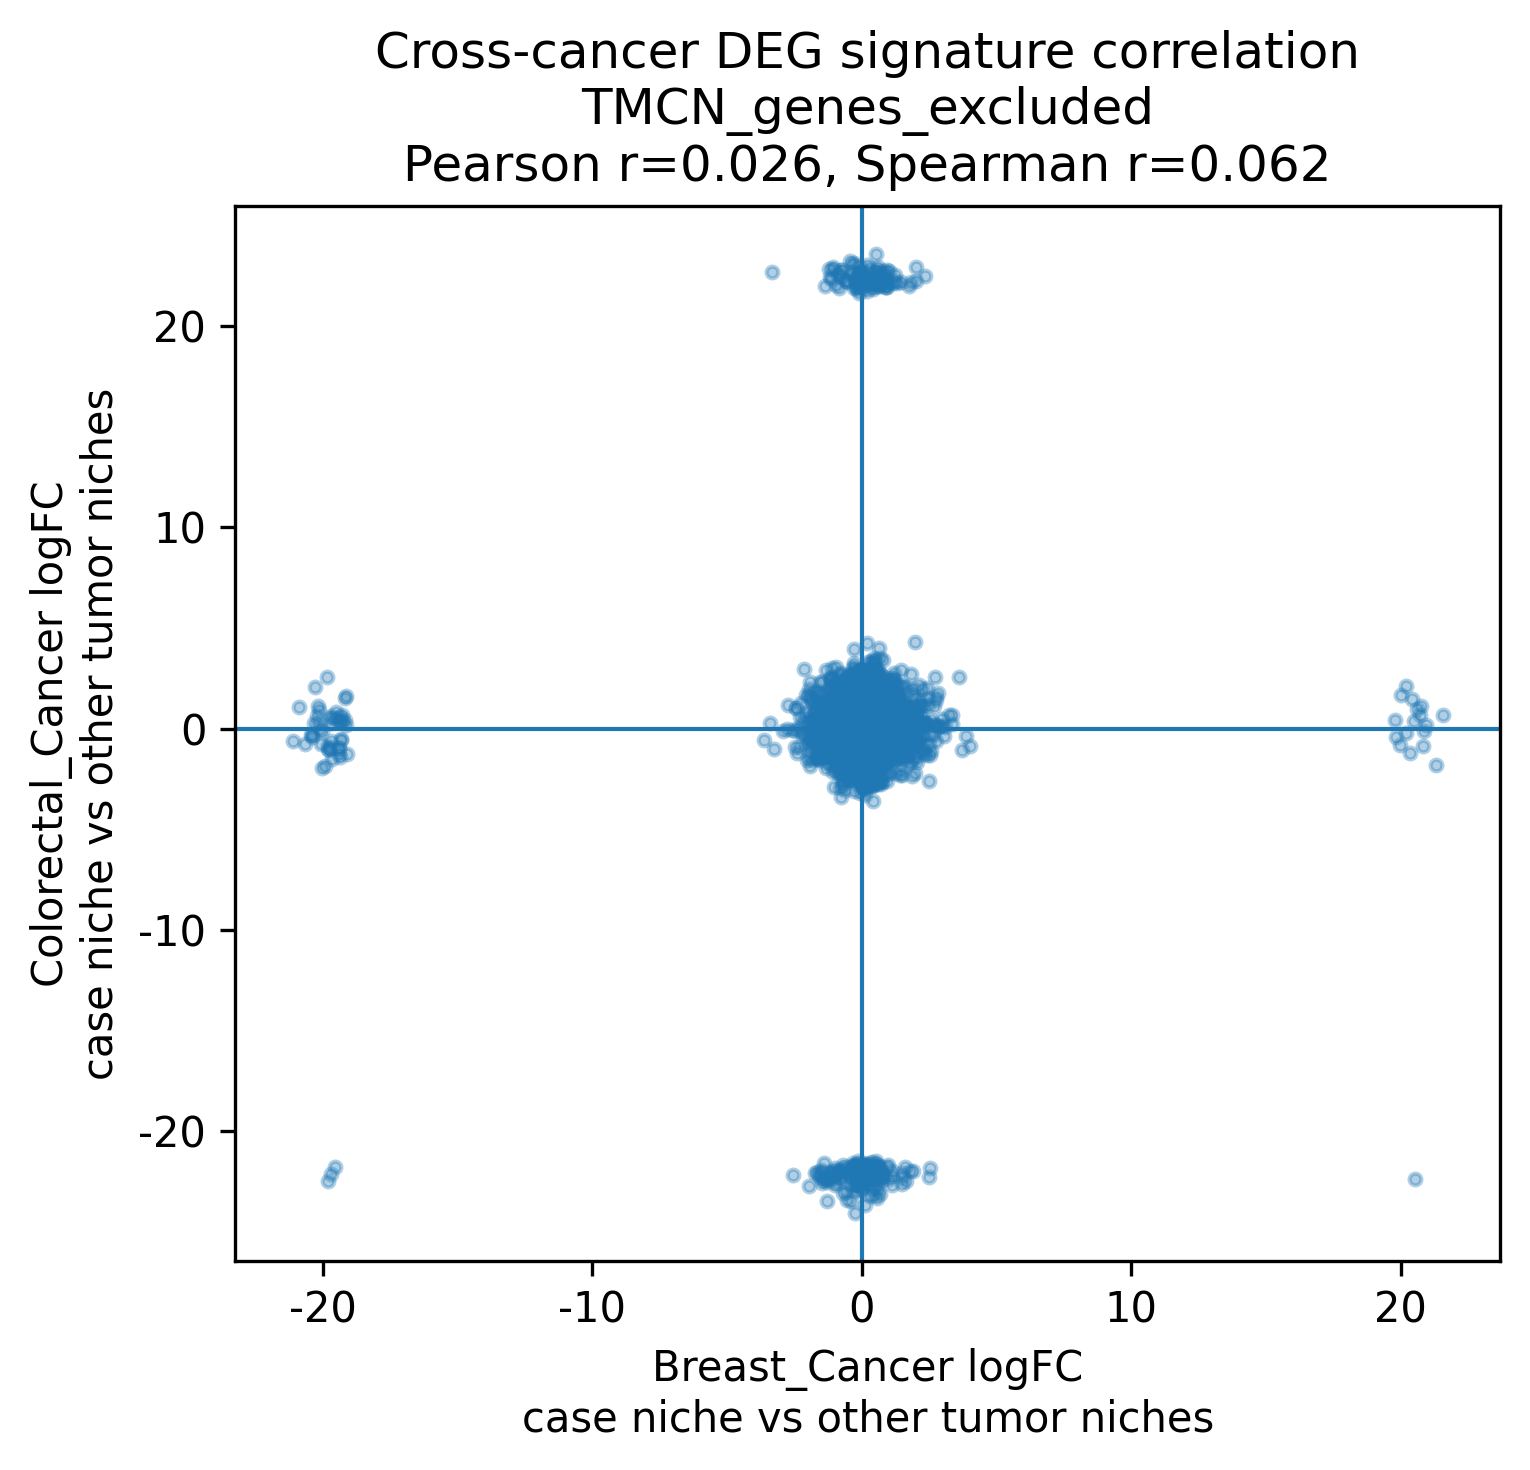 Cross-cancer DEG signature correlation
TMCN_genes_excluded
Pearson r=0.026, Spearman r=0.062
Colorectal_Cancer logFC
case niche vs other tumor niches
20
10
0
-10
-20
-20
-10
0
10
20
Breast_Cancer logFC
case niche vs other tumor niches